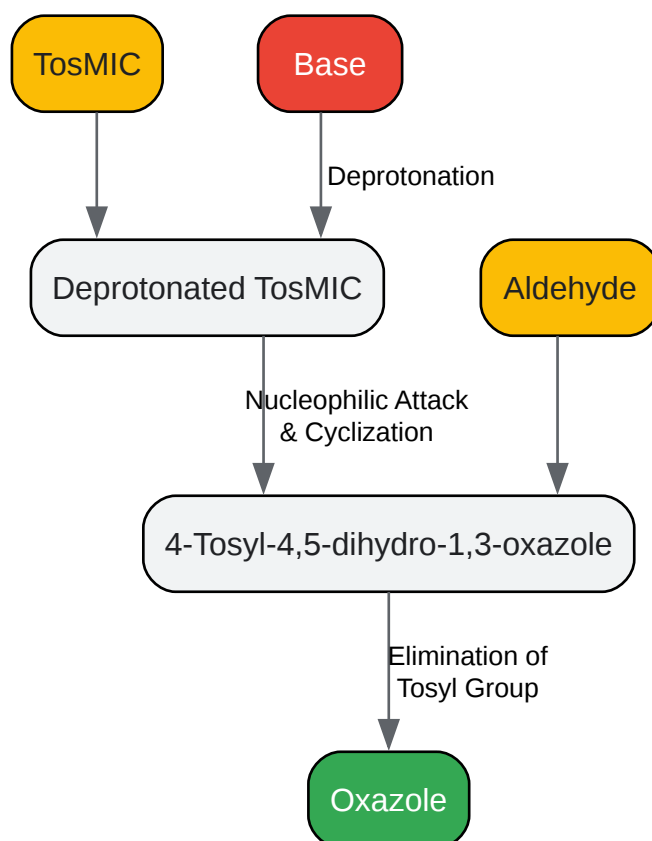 TosMIC
Base
Deprotonation
Deprotonated TosMIC
Aldehyde
Nucleophilic Attack
& Cyclization
4-Tosyl-4,5-dihydro-1,3-oxazole
Elimination of
Tosyl Group
Oxazole